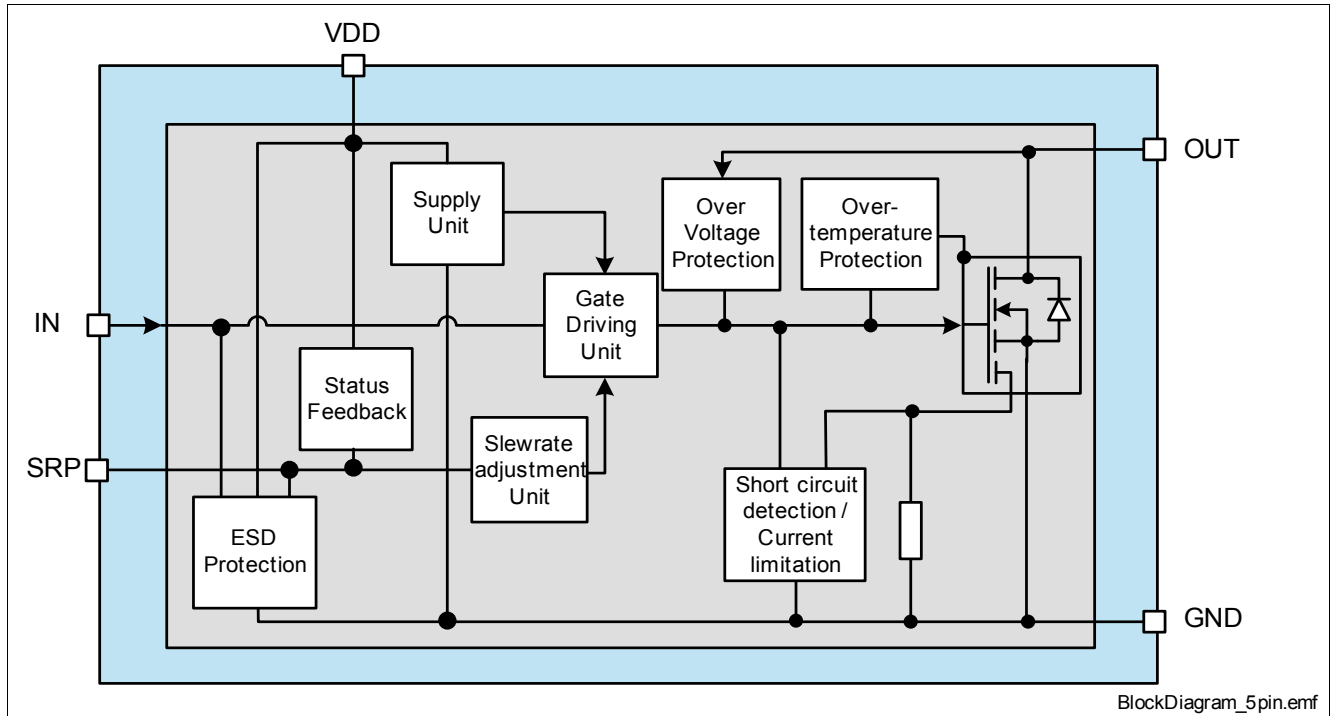 VDD
OUT
Supply
Unit
Over
Voltage
Protection
Over-
temperature
Protection
IN
Gate
Driving
Unit
Status
Feedback
SRP
Slewrate
adjustment
Unit
ESD
Protection
Short circuit
detection /
Current
limitation
GND
BlockDiagram_5pin.emf